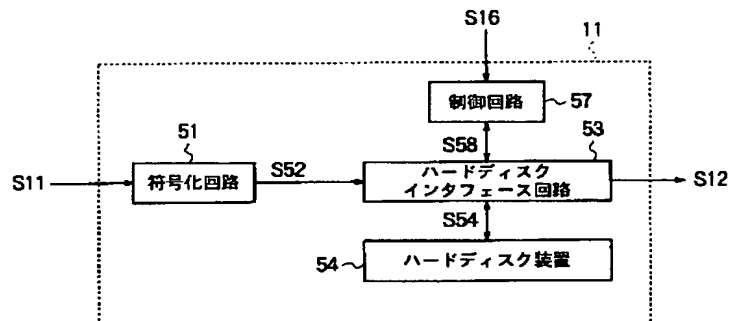 S16
11
制御回路
57
51
S58
53
S11
符号化回路
S52
ハードディスク
インタフェース回路
S12
S54
54
ハードディスク装置